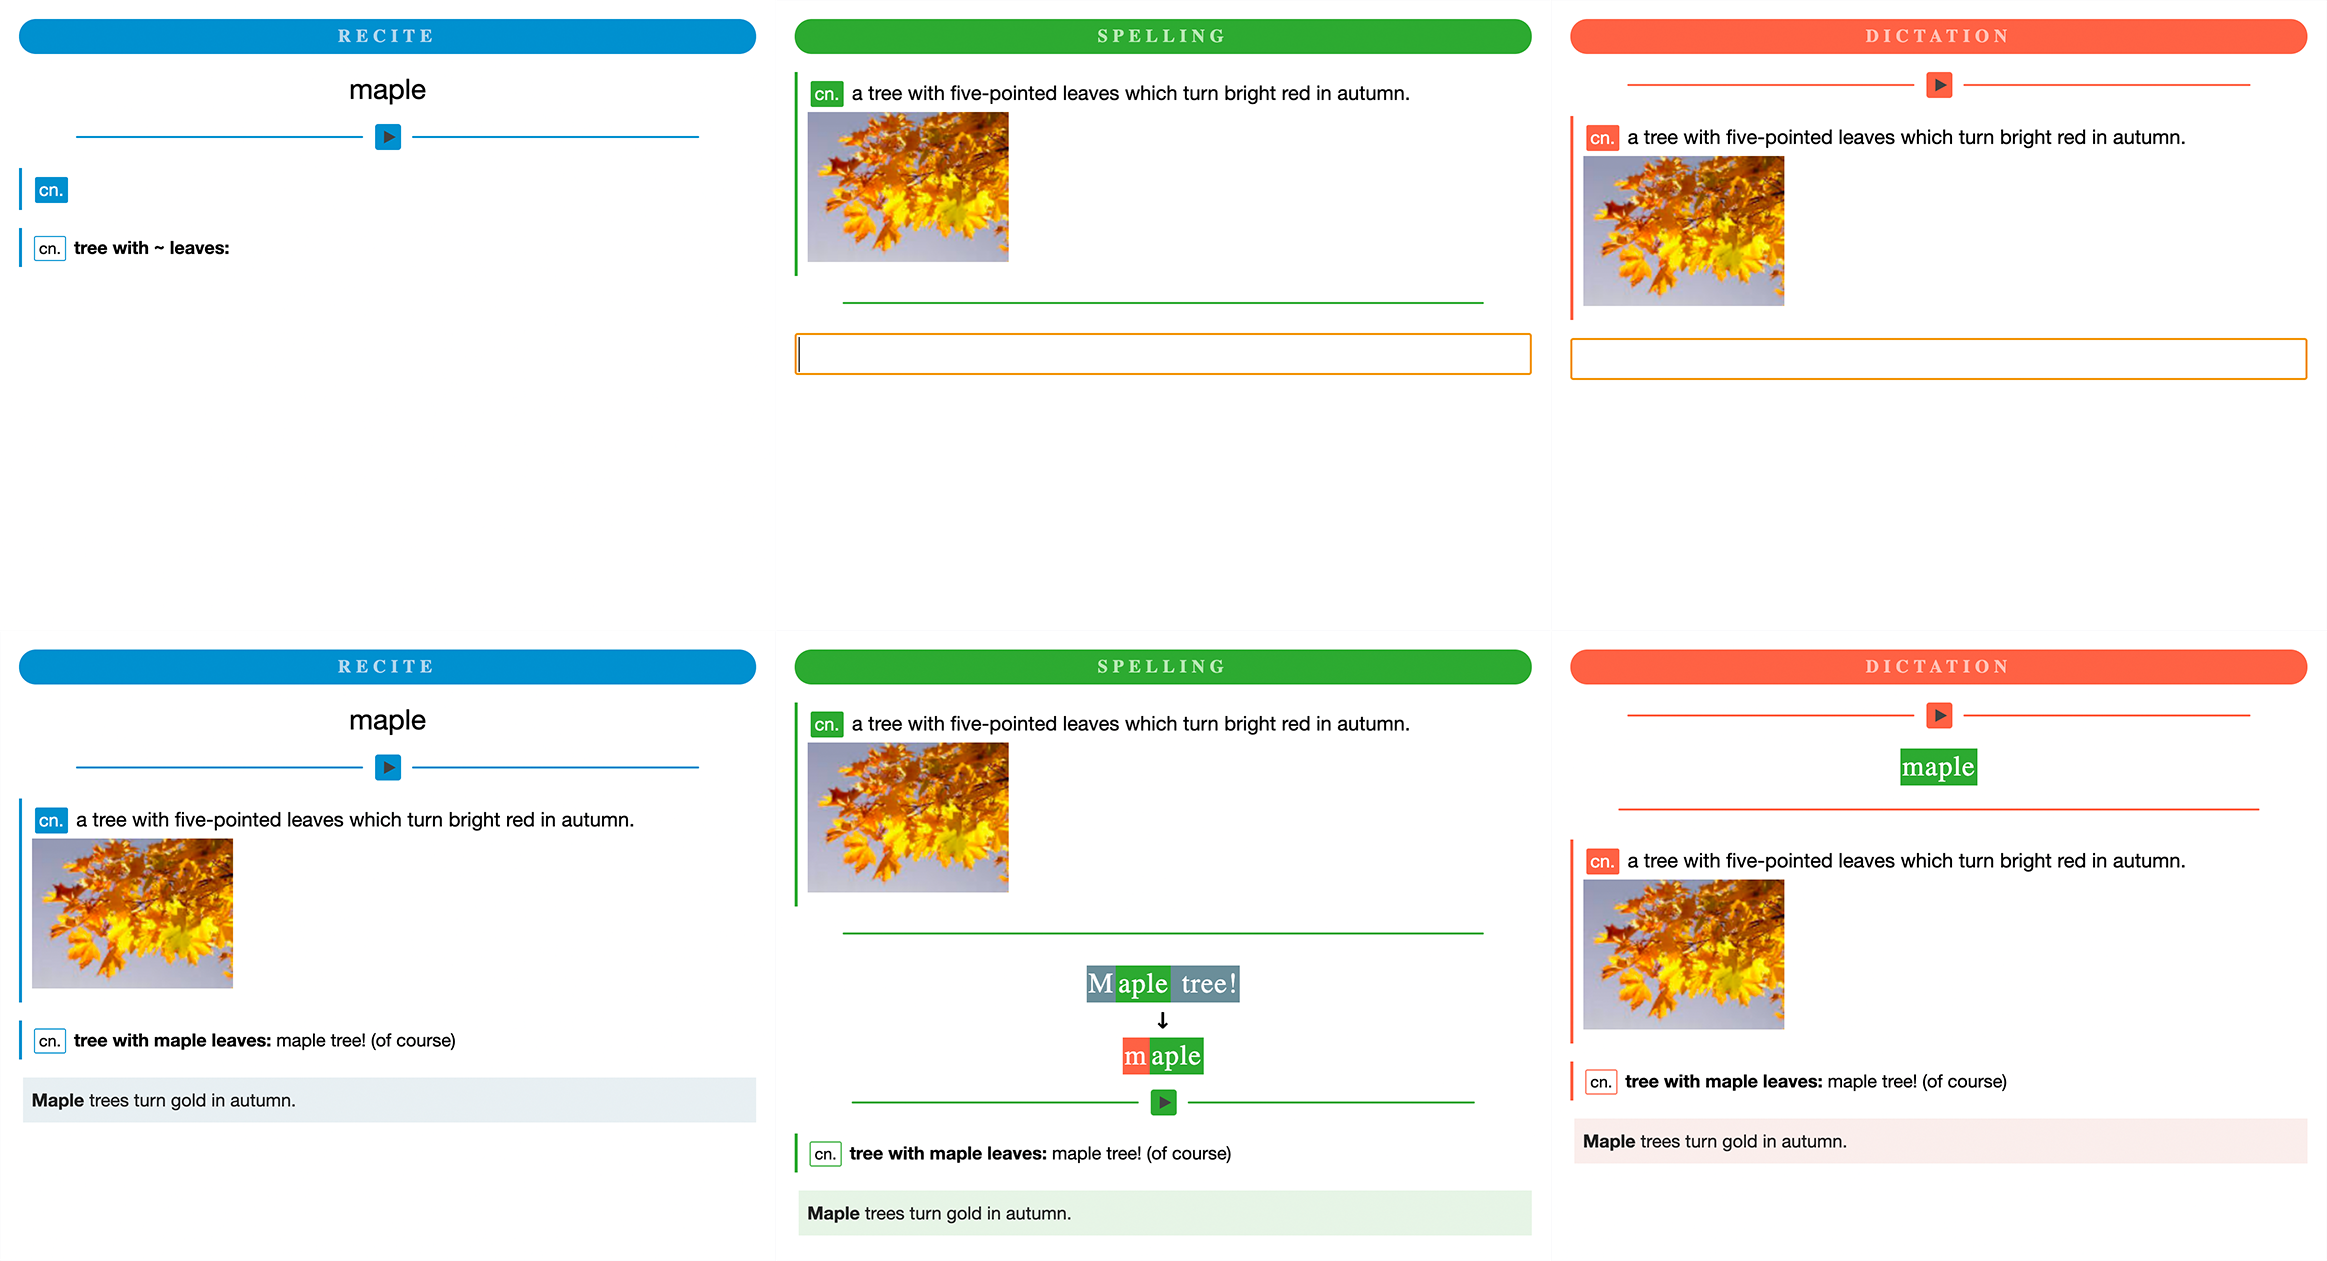 RECITE
maple
cn.
cn. tree with ~ leaves:
SPELLING
cn. a tree with five-pointed leaves which turn bright red in autumn.
DICTATION
cn. a tree with five-pointed leaves which turn bright red in autumn.
RECITE
maple
cn. a tree with five-pointed leaves which turn bright red in autumn.
cn. tree with maple leaves: maple tree! (of course)
Maple trees turn gold in autumn.
SPELLING
cn. a tree with five-pointed leaves which turn bright red in autumn.
Maple tree!
↓
maple
cn. tree with maple leaves: maple tree! (of course)
Maple trees turn gold in autumn.
DICTATION
maple
cn. a tree with five-pointed leaves which turn bright red in autumn.
cn. tree with maple leaves: maple tree! (of course)
Maple trees turn gold in autumn.